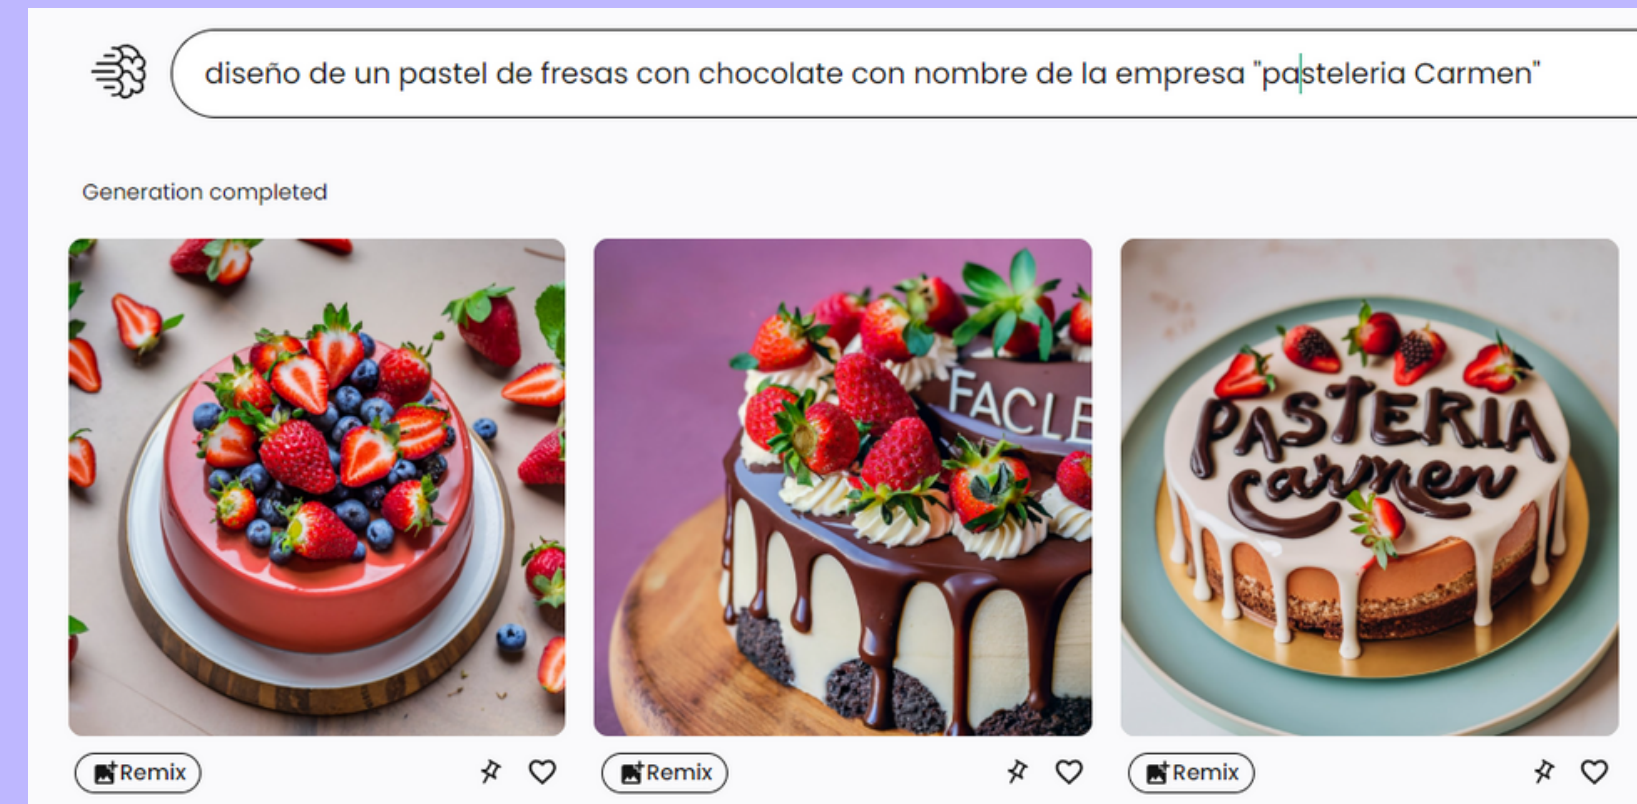 diseño de un pastel de fresas con chocolate con nombre de la empresa "pasteleria Carmen"
Generation completed
FACLE
PASTERIA
Carmen
Remix
Remix
Remix